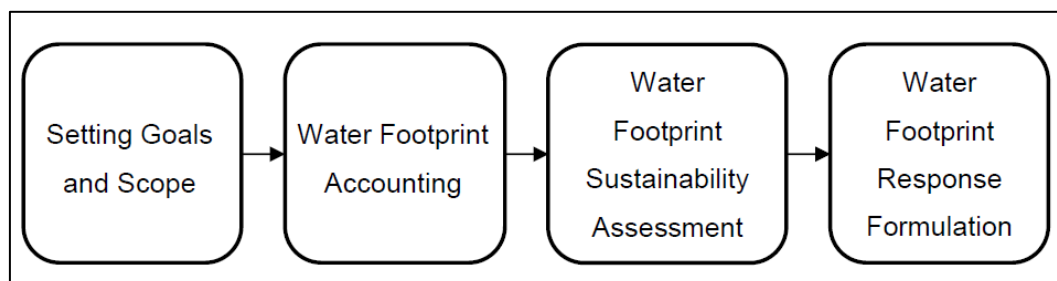 Setting Goals
and Scope
Water Footprint
Accounting
Water
Footprint
Sustainability
Assessment
Water
Footprint
Response
Formulation